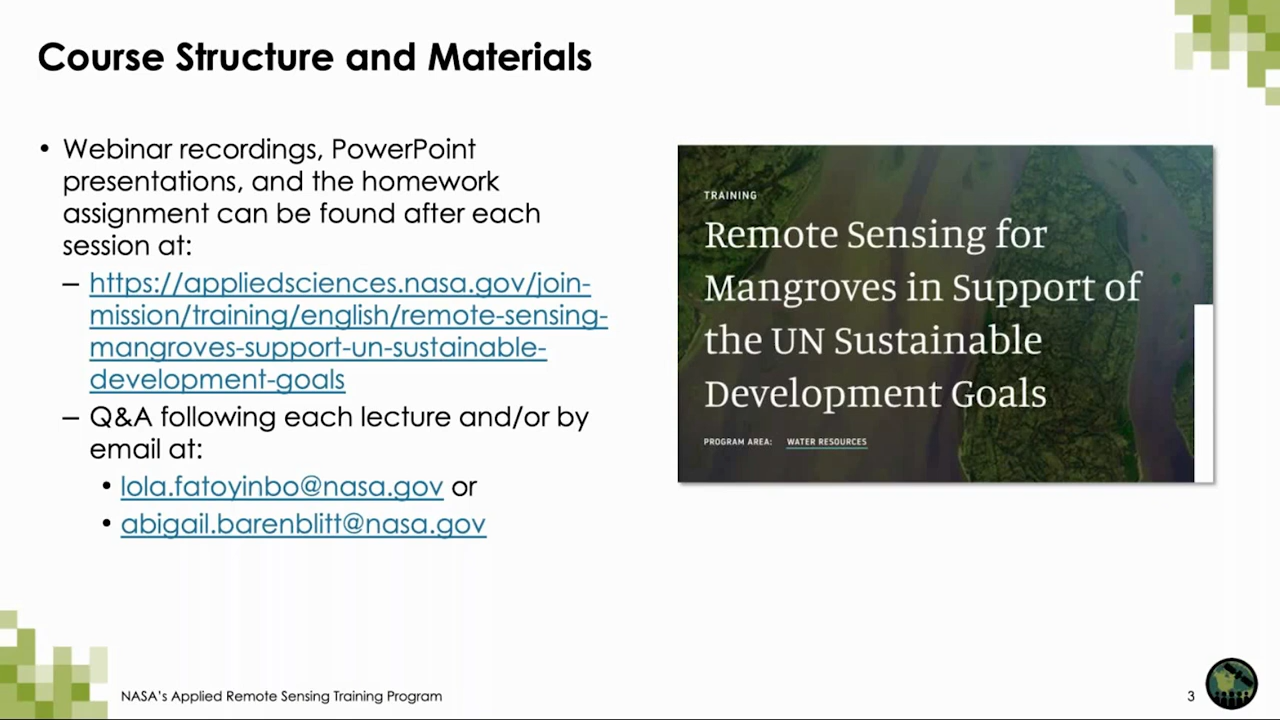 Course Structure and Materials
• Webinar recordings, PowerPoint
presentations, and the homework
assignment can be found after each
session at:
– https://appliedsciences.nasa.gov/join-
mission/training/english/remote-sensing-
mangroves-support-un-sustainable-
development-goals
– Q&A following each lecture and/or by
email at:
• lola.fatoyinbo@nasa.gov or
• abigail.barenblitt@nasa.gov
TRAINING
Remote Sensing for
Mangroves in Support of
the UN Sustainable
Development Goals
PROGRAM AREA: WATER RESOURCES
NASA's Applied Remote Sensing Training Program
3